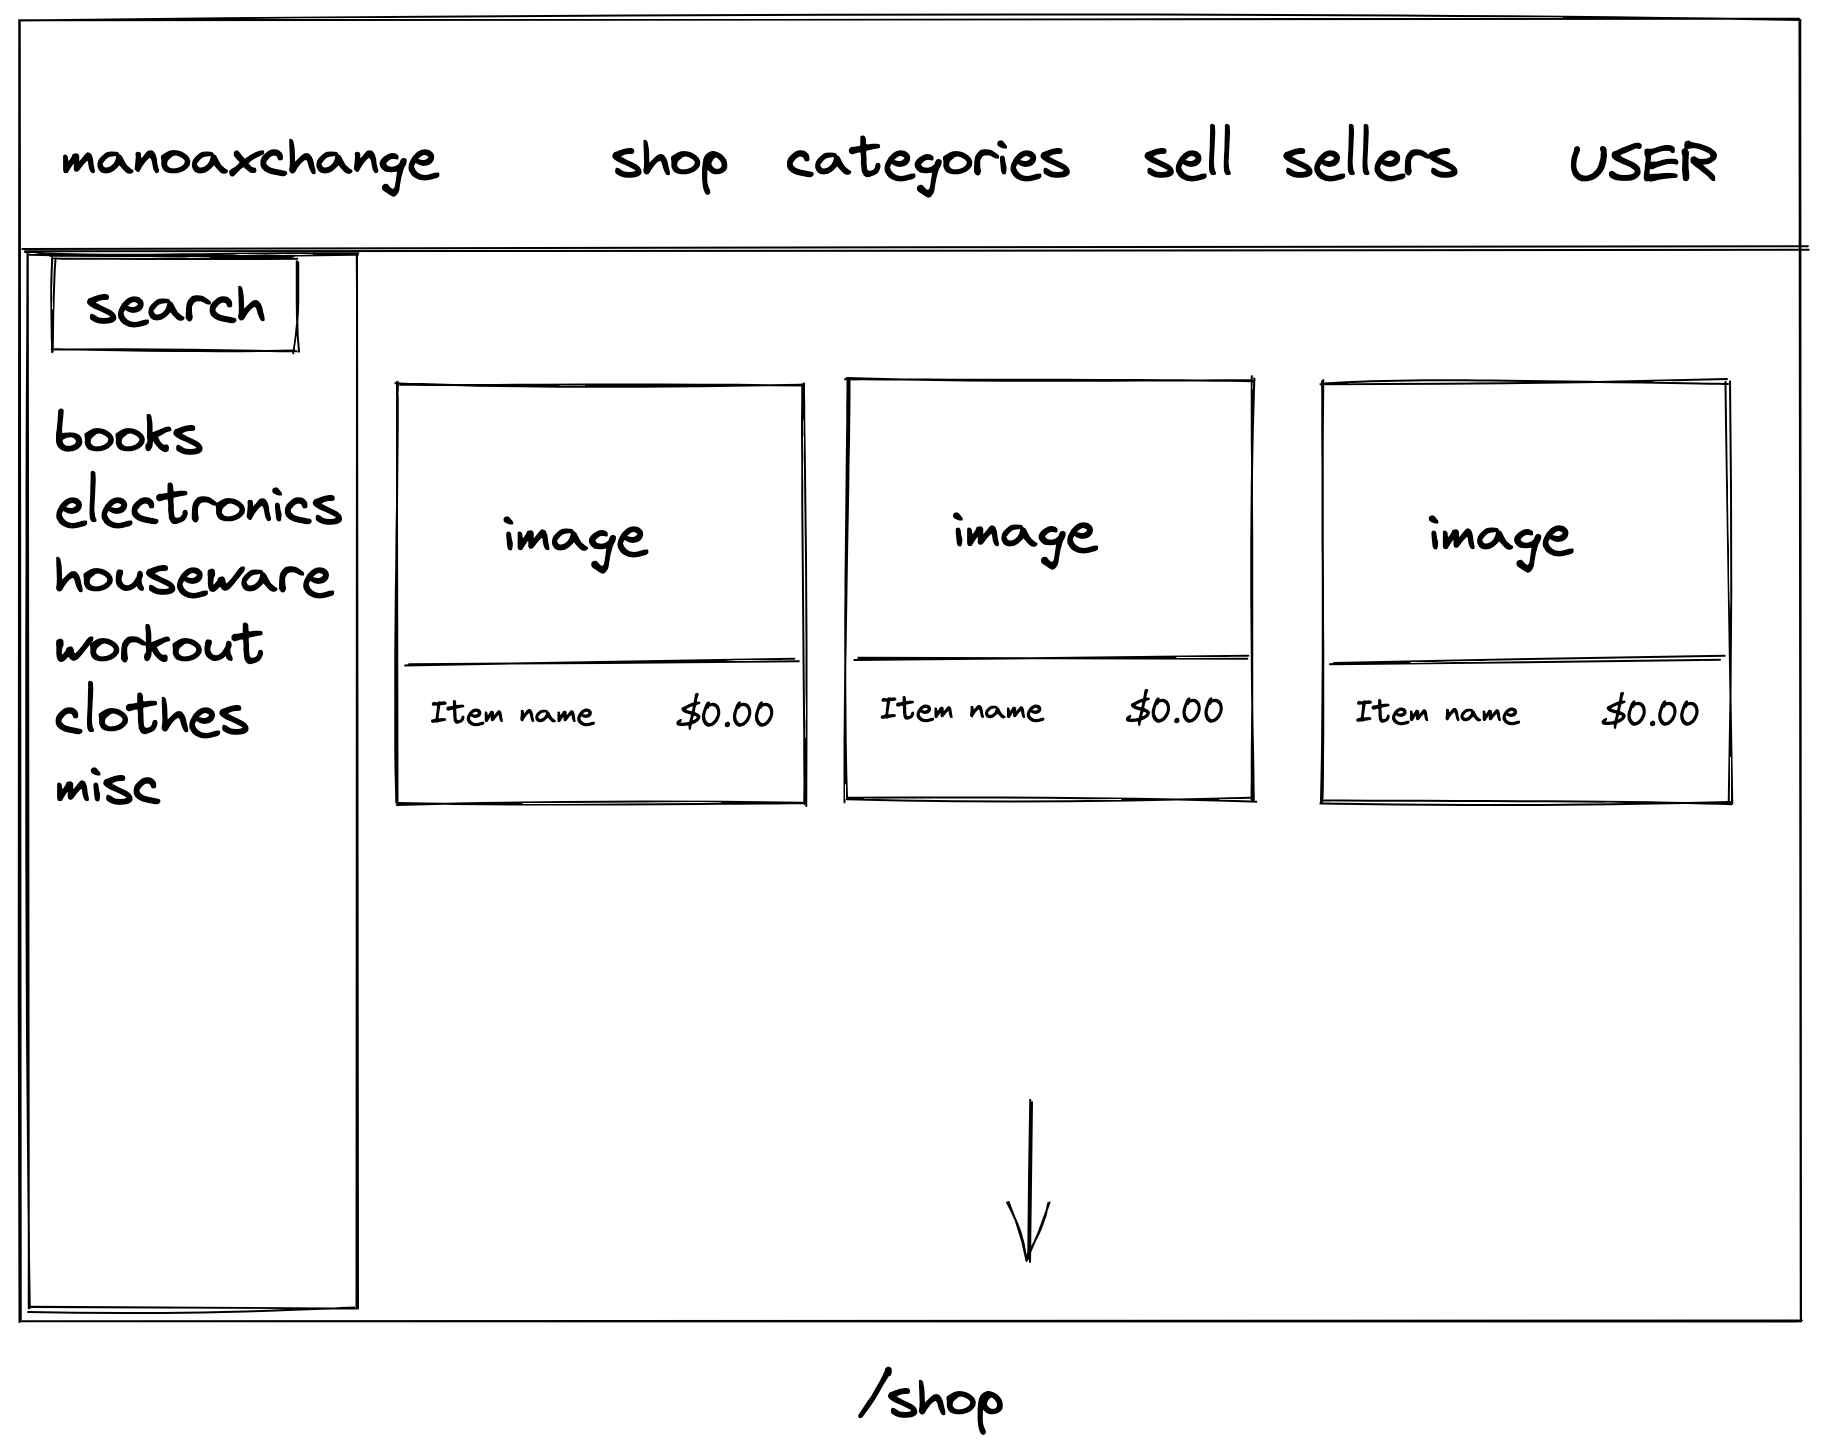 manoaxchange shop categories sell sellers USER
search
books
electronics
houseware
workout
clothes
misc
image
Item name $0.00
image
Item name $0.00
image
Item name $0.00
/shop